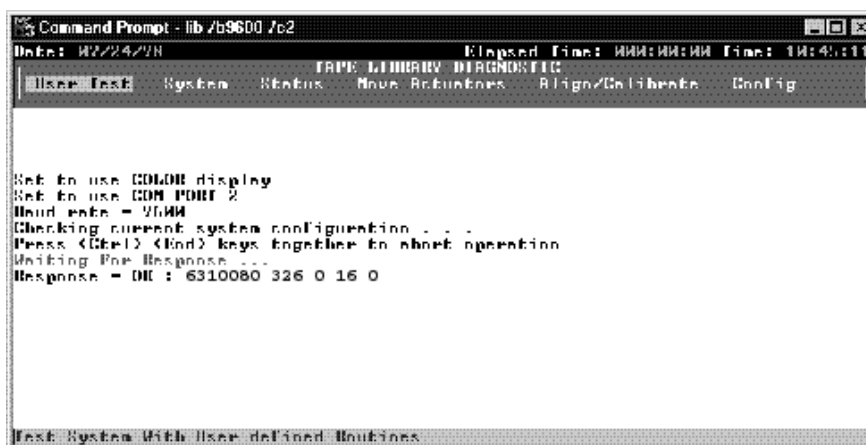 Command Prompt - lib /b9600 /c2
Date: 02/24/98 Elapsed Time: 000:00:00 Time: 10:45:11
TAPE LIBRARY DIAGNOSTIC
User Test System Status Move Actuators Align/Calibrate Config
Set to use COLOR display
Set to use COM PORT 2
Baud rate = 9600
Checking current system configuration . . .
Press <Ctrl> <End> keys together to abort operation
Waiting For Response ...
Response = OK : 6310080 326 0 16 0
Test System With User defined Routines